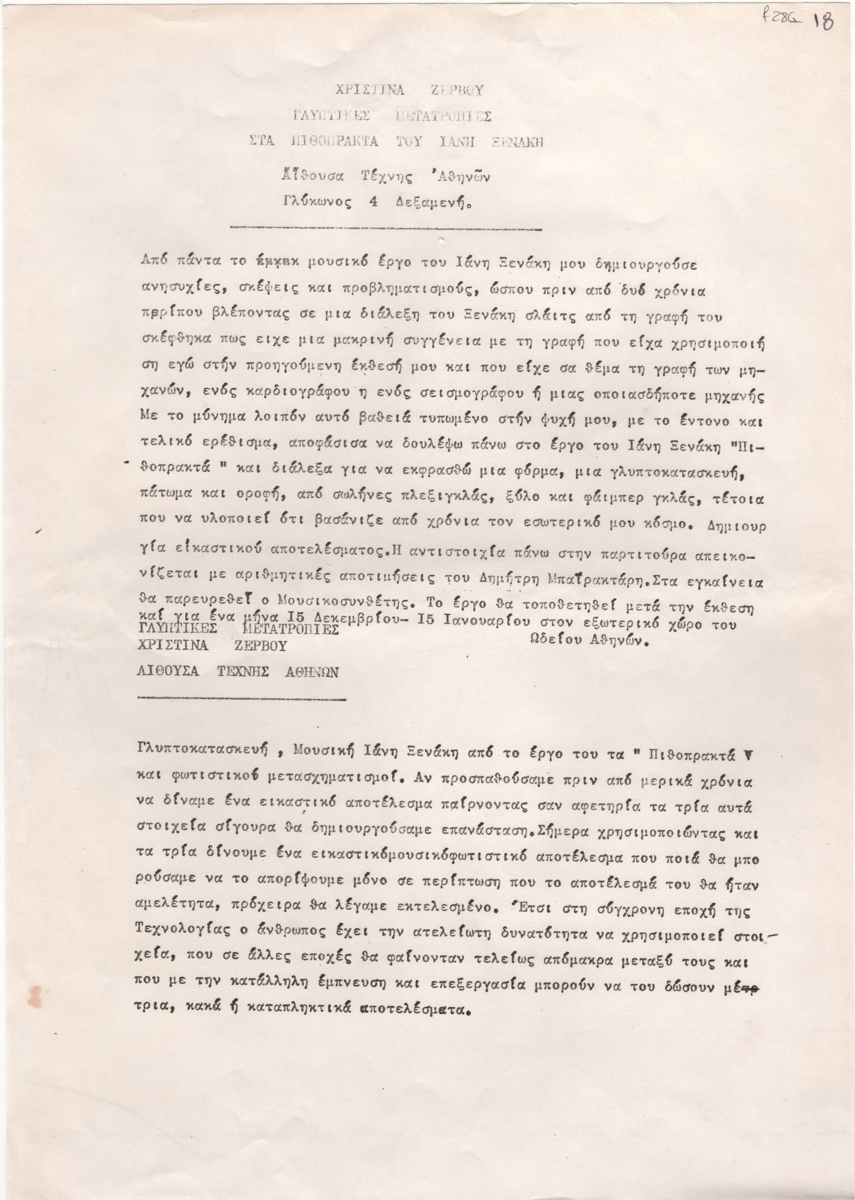 f28G 18
ΧΡΙΣΤΙΝΑ ΖΕΡΒΟΥ
ΓΛΥΠΤΙΚΕΣ ΜΕΤΑΤΡΟΠΙΕΣ
ΣΤΑ ΠΙΘΟΠΡΑΚΤΑ ΤΟΥ ΙΑΝΗ ΞΕΝΑΚΗ
Αἴθουσα Τέχνης Ἀθηνῶν
Γλύκωνος 4 Δεξαμενή.
Από πάντα το μουσικό έργο του Ιάνη Ξενάκη μου δημιουργούσε
ανησυχίες, σκέψεις και προβληματισμούς, ώσπου πριν από δυό χρόνια
περίπου βλέποντας σε μια διάλεξη του Ξενάκη σλάιτς από τη γραφή του
σκέφθηκα πως ειχε μια μακρινή συγγένεια με τη γραφή που είχα χρησιμοποιή
ση εγώ στήν προηγούμενη έκθεσή μου και που είχε σα θέμα τη γραφή των μη-
χανών, ενός καρδιογράφου η ενός σεισμογράφου ή μιας οποιασδήποτε μηχανής
Με το μύνημα λοιπόν αυτό βαθειά τυπωμένο στήν ψυχή μου, με το έντονο και
τελικό ερέθισμα, αποφάσισα να δουλέψω πάνω στο έργο του Ιάνη Ξενάκη "Πι-
θοπρακτά " και διάλεξα για να εκφρασθώ μια φόρμα, μια γλυπτοκατασκευή,
πάτωμα και οροφή, από σωλήνες πλεξιγκλάς, ξύλο και φάιμπερ γκλάς, τέτοια
που να υλοποιεί ότι βασάνιζε από χρόνια τον εσωτερικό μου κόσμο. Δημιουρ
γία εικαστικού αποτελέσματος.Η αντιστοιχία πάνω στην παρτιτούρα απεικο-
νίζεται με αριθμητικές αποτιμήσεις του Δημήτρη Μπαϊρακτάρη.Στα εγκαίνεια
θα παρευρεθεί ο Μουσικοσυνθέτης. Το έργο θα τοποθετηθεί μετά την έκθεση
καί για ένα μήνα Ι5 Δεκεμβρίου- Ι5 Ιανουαρίου στον εξωτερικό χώρο του
Ωδείου Αθηνών.
ΓΛΥΠΤΙΚΕΣ ΜΕΤΑΤΡΟΠΙΕΣ
ΧΡΙΣΤΙΝΑ ΖΕΡΒΟΥ
ΑΙΘΟΥΣΑ ΤΕΧΝΗΣ ΑΘΗΝΩΝ
Γλυπτοκατασκευή, Μουσική Ιάνη Ξενάκη από το έργο του τα " Πιθοπρακτά "
και φωτιστικοί μετασχηματισμοί. Αν προσπαθούσαμε πριν από μερικά χρόνια
να δίναμε ένα εικαστικό αποτέλεσμα παίρνοντας σαν αφετηρία τα τρία αυτά
στοιχεία σίγουρα θα δημιουργούσαμε επανάσταση.Σήμερα χρησιμοποιώντας και
τα τρία δίνουμε ένα εικαστικόμουσικόφωτιστικό αποτέλεσμα που ποιά θα μπο
ρούσαμε να το απορίψουμε μόνο σε περίπτωση που το αποτέλεσμά του θα ήταν
αμελέτητα, πρόχειρα θα λέγαμε εκτελεσμένο. Έτσι στη σύγχρονη εποχή της
Τεχνολογίας ο άνθρωπος έχει την ατελείωτη δυνατότητα να χρησιμοποιεί στοι-
χεία, που σε άλλες εποχές θα φαίνονταν τελείως απόμακρα μεταξύ τους και
που με την κατάλληλη έμπνευση και επεξεργασία μπορούν να του δώσουν μέ
τρια, κακά ή καταπληκτικά αποτελέσματα.